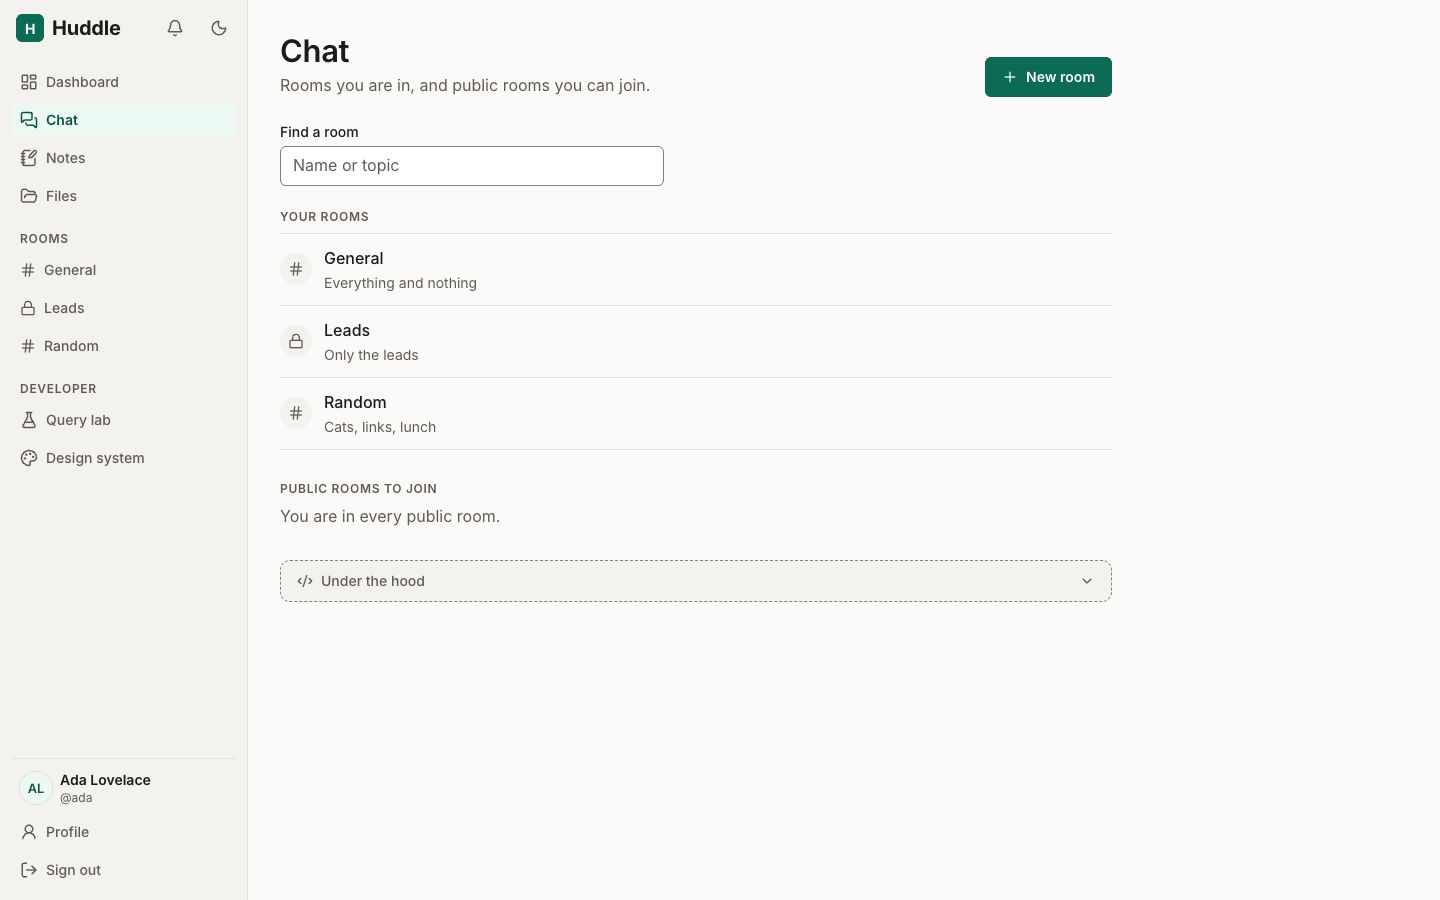 H Huddle
Dashboard
Chat
Notes
Files
ROOMS
General
Leads
Random
DEVELOPER
Query lab
Design system
AL
Ada Lovelace
@ada
Profile
Sign out
Chat
Rooms you are in, and public rooms you can join.
New room
Find a room
Name or topic
YOUR ROOMS
General
Everything and nothing
Leads
Only the leads
Random
Cats, links, lunch
PUBLIC ROOMS TO JOIN
You are in every public room.
Under the hood